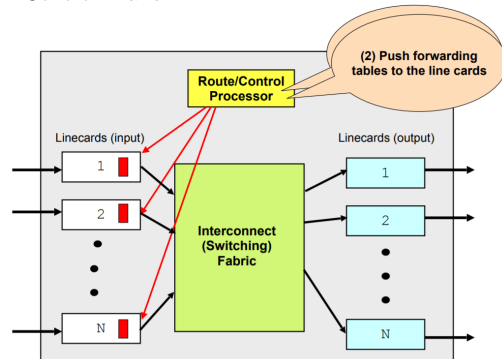 (2) Push forwarding
tables to the line cards
Route/Control
Processor
Linecards (input)
Linecards (output)
1
2
N
Interconnect
(Switching)
Fabric
1
2
N